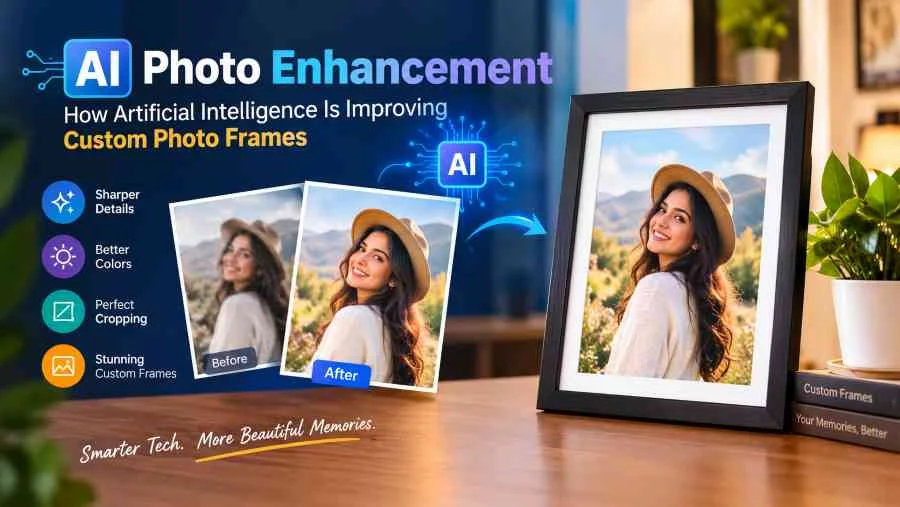 AI Photo Enhancement
How Artificial Intelligence Is Improving
Custom Photo Frames
AI
Sharper
Details
Better
Colors
Perfect
Cropping
Stunning
Custom Frames
Before
After
Smarter Tech. More Beautiful Memories.
Custom Frames
Your Memories, Better